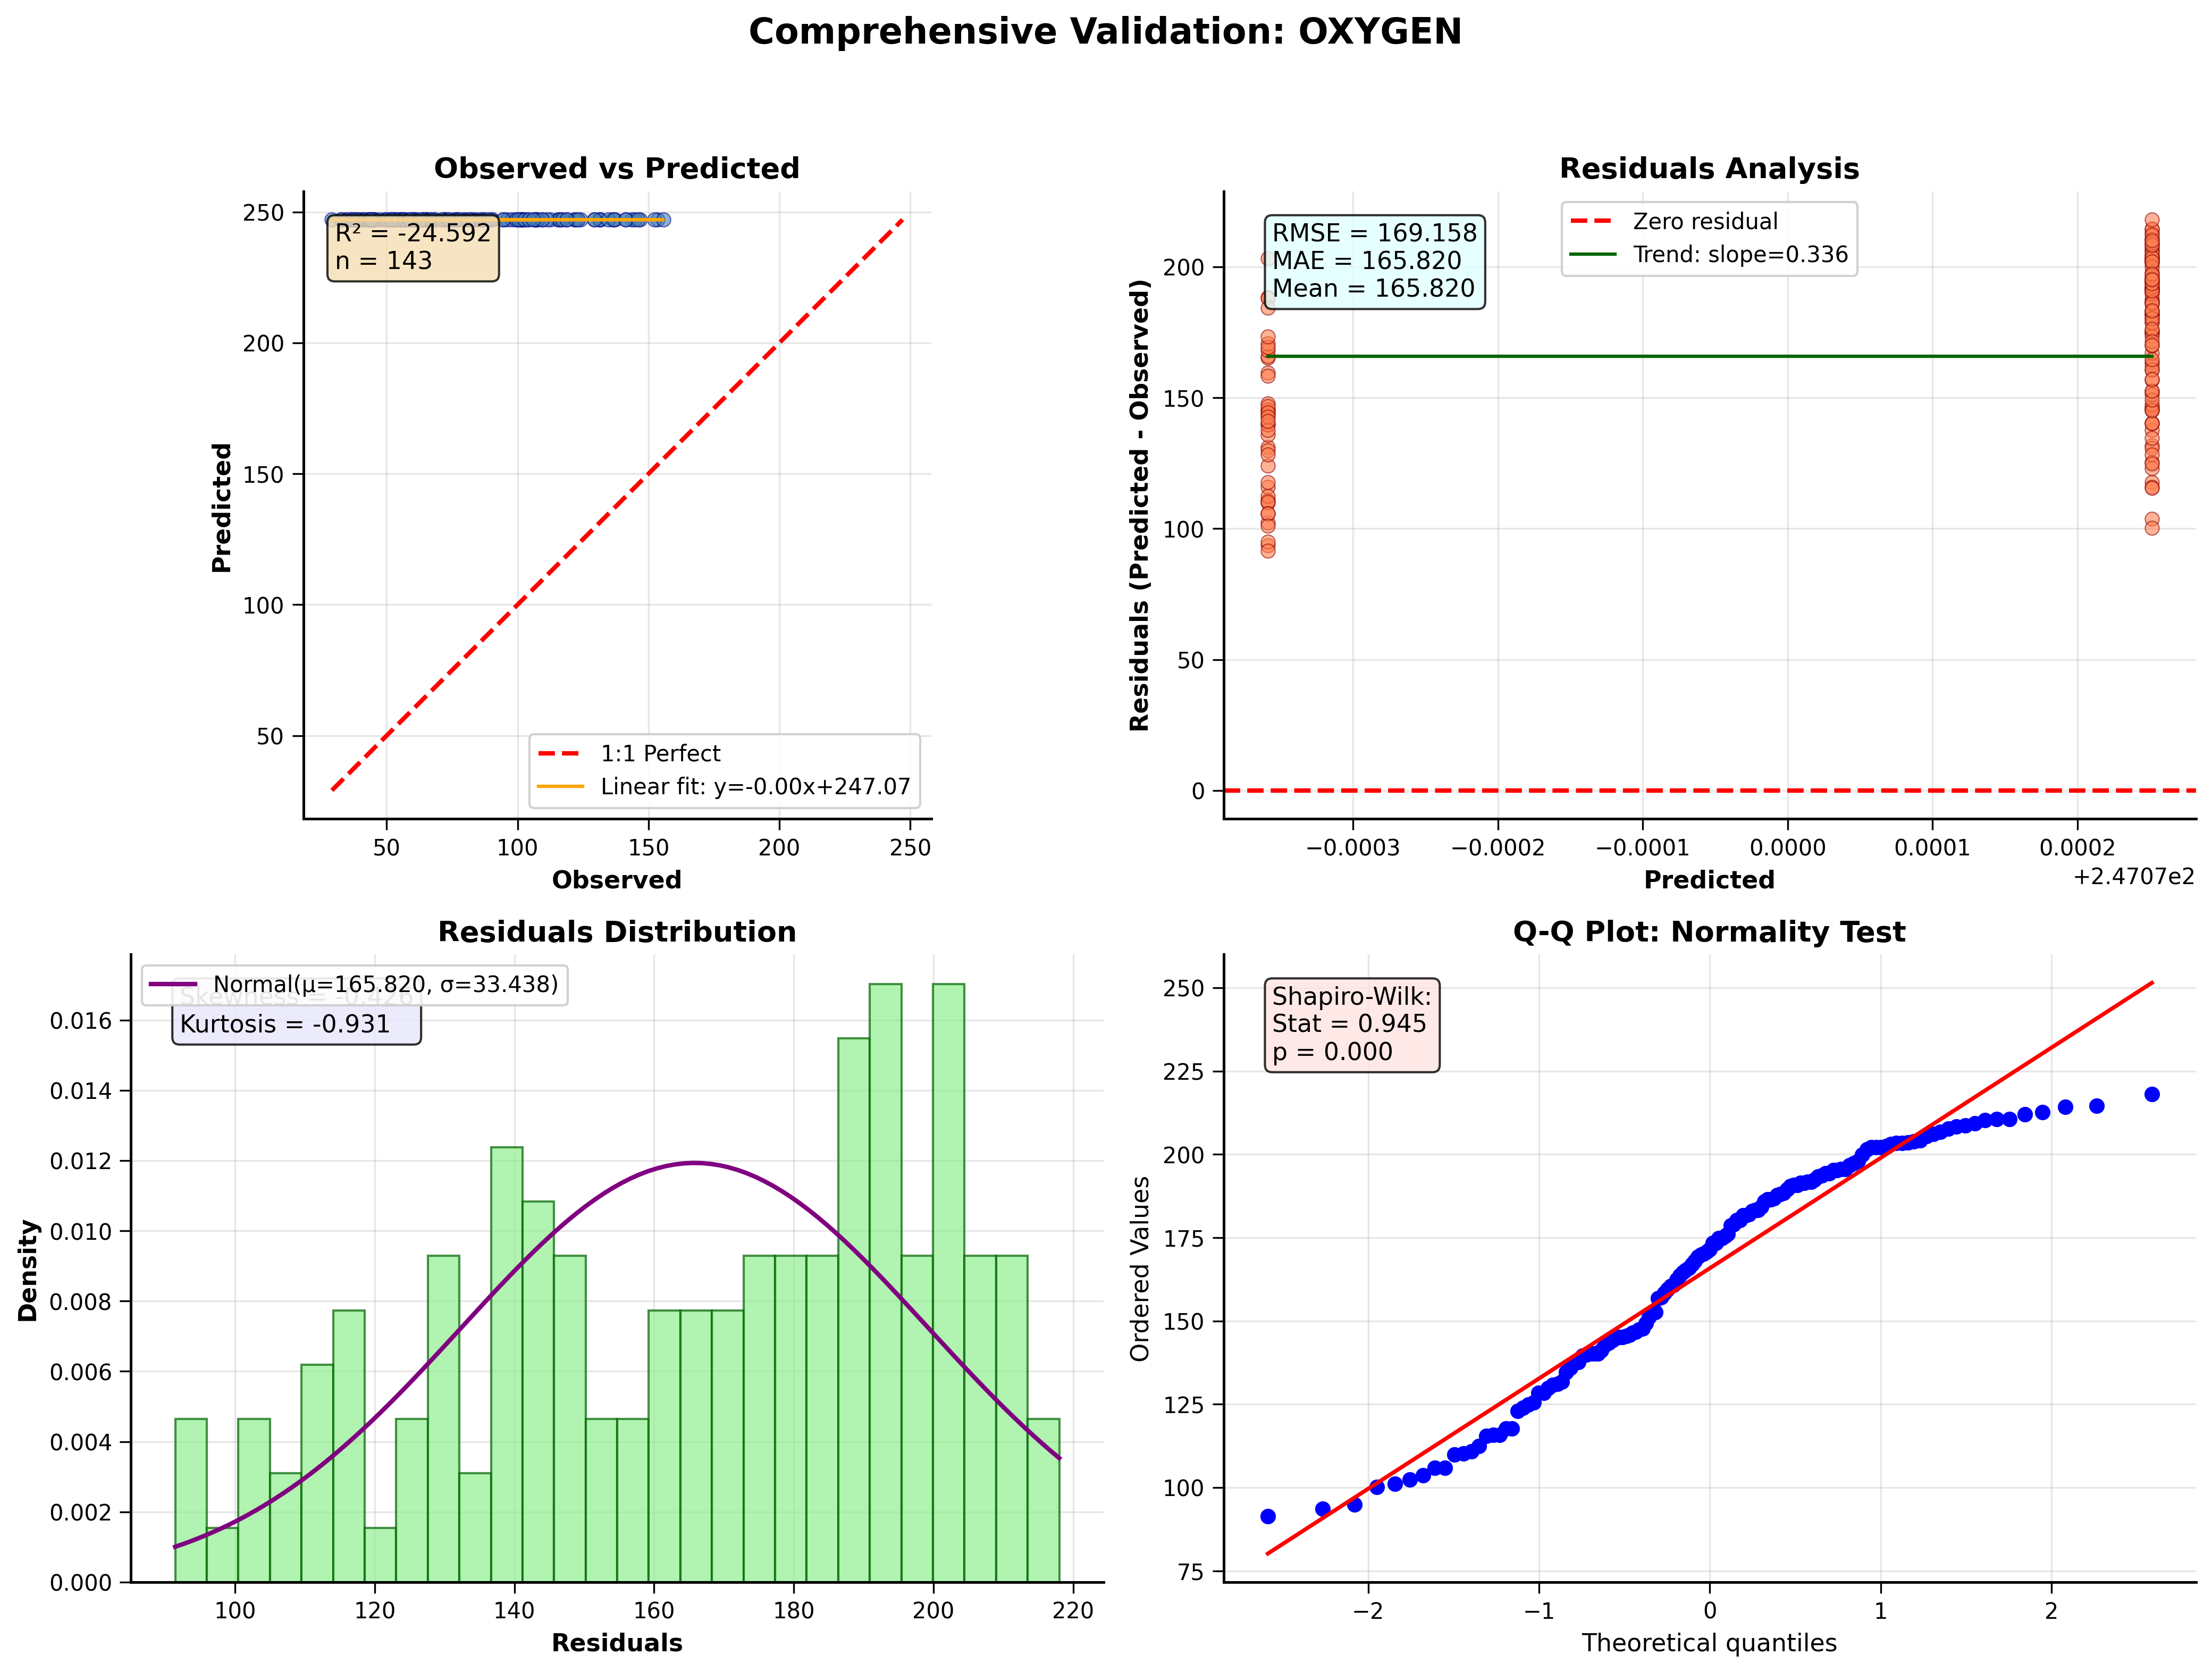 Comprehensive Validation: OXYGEN
Observed vs Predicted
250
200
150
100
50
Predicted
R² = -24.592
n = 143
1:1 Perfect
Linear fit: y=-0.00x+247.07
50
100
150
200
250
Observed
Residuals Analysis
200
150
100
50
0
Residuals (Predicted - Observed)
RMSE = 169.158
MAE = 165.820
Mean = 165.820
Zero residual
Trend: slope=0.336
−0.0003
−0.0002
−0.0001
0.0000
0.0001
0.0002
Predicted
+2.4707e2
Residuals Distribution
Normal(μ=165.820, σ=33.438)
Skewness = -0.426
Kurtosis = -0.931
0.016
0.014
0.012
0.010
0.008
0.006
0.004
0.002
0.000
Density
100
120
140
160
180
200
220
Residuals
Q-Q Plot: Normality Test
Shapiro-Wilk:
Stat = 0.945
p = 0.000
250
225
200
175
150
125
100
75
Ordered Values
−2
−1
0
1
2
Theoretical quantiles